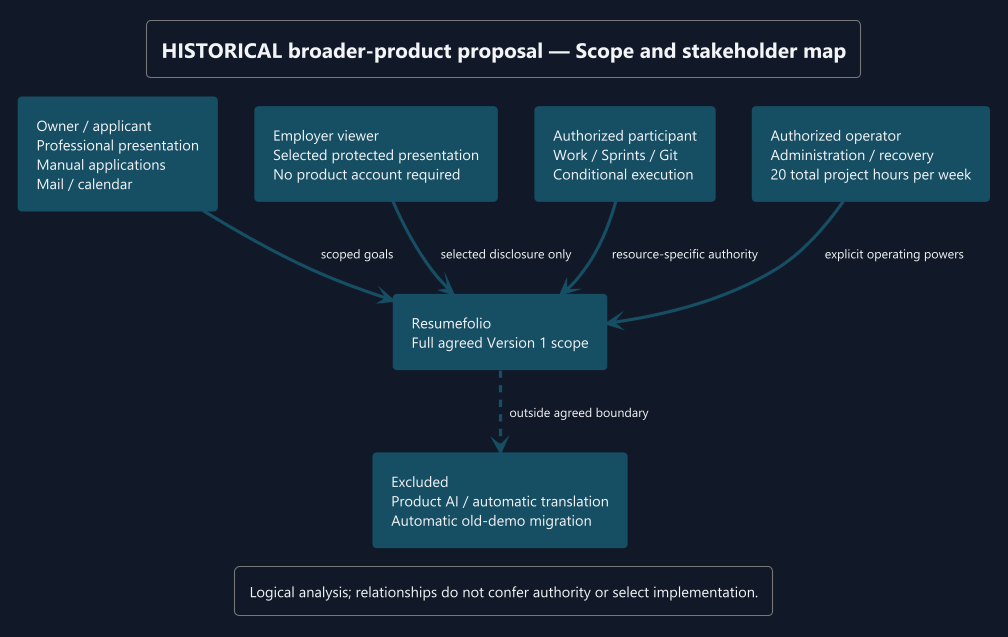 HISTORICAL broader-product proposal — Scope and stakeholder map
Owner / applicant
Professional presentation
Manual applications
Mail / calendar
Employer viewer
Selected protected presentation
No product account required
Authorized participant
Work / Sprints / Git
Conditional execution
Authorized operator
Administration / recovery
20 total project hours per week
scoped goals
selected disclosure only
resource-specific authority
explicit operating powers
Resumefolio
Full agreed Version 1 scope
outside agreed boundary
Excluded
Product AI / automatic translation
Automatic old-demo migration
Logical analysis; relationships do not confer authority or select implementation.